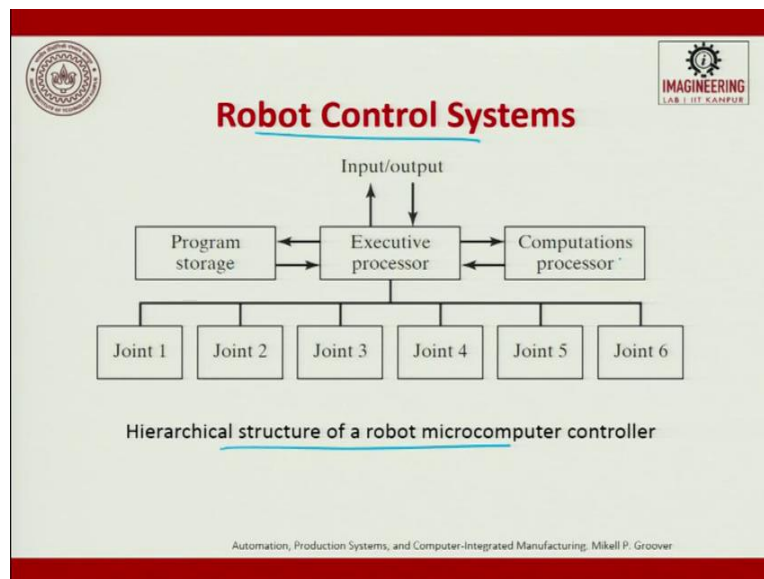 IMAGINEERING
LAB | IIT KANPUR
Robot Control Systems
Input/output
Program
storage
Executive
processor
Computations
processor
Joint 1
Joint 2
Joint 3
Joint 4
Joint 5
Joint 6
Hierarchical structure of a robot microcomputer controller
Automation, Production Systems, and Computer-Integrated Manufacturing, Mikell P. Groover